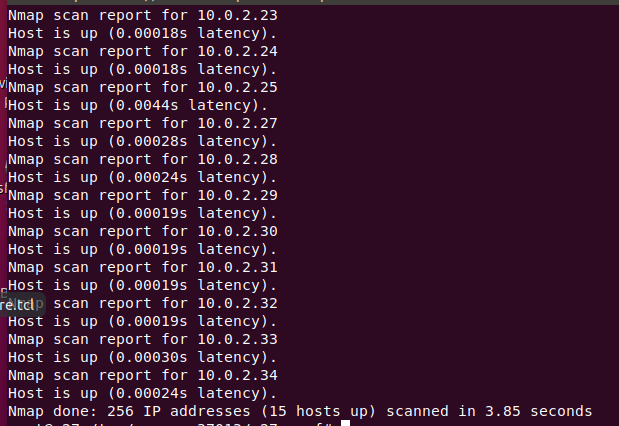 Nmap scan report for 10.0.2.23
Host is up (0.00018s latency).
Nmap scan report for 10.0.2.24
Host is up (0.00018s latency).
Nmap scan report for 10.0.2.25
Host is up (0.0044s latency).
Nmap scan report for 10.0.2.27
Host is up (0.00028s latency).
Nmap scan report for 10.0.2.28
Host is up (0.00024s latency).
Nmap scan report for 10.0.2.29
Host is up (0.00019s latency).
Nmap scan report for 10.0.2.30
Host is up (0.00019s latency).
Nmap scan report for 10.0.2.31
Host is up (0.00019s latency).
Nmap scan report for 10.0.2.32
re.tcl
Host is up (0.00019s latency).
Nmap scan report for 10.0.2.33
Host is up (0.00030s latency).
Nmap scan report for 10.0.2.34
Host is up (0.00024s latency).
Nmap done: 256 IP addresses (15 hosts up) scanned in 3.85 seconds